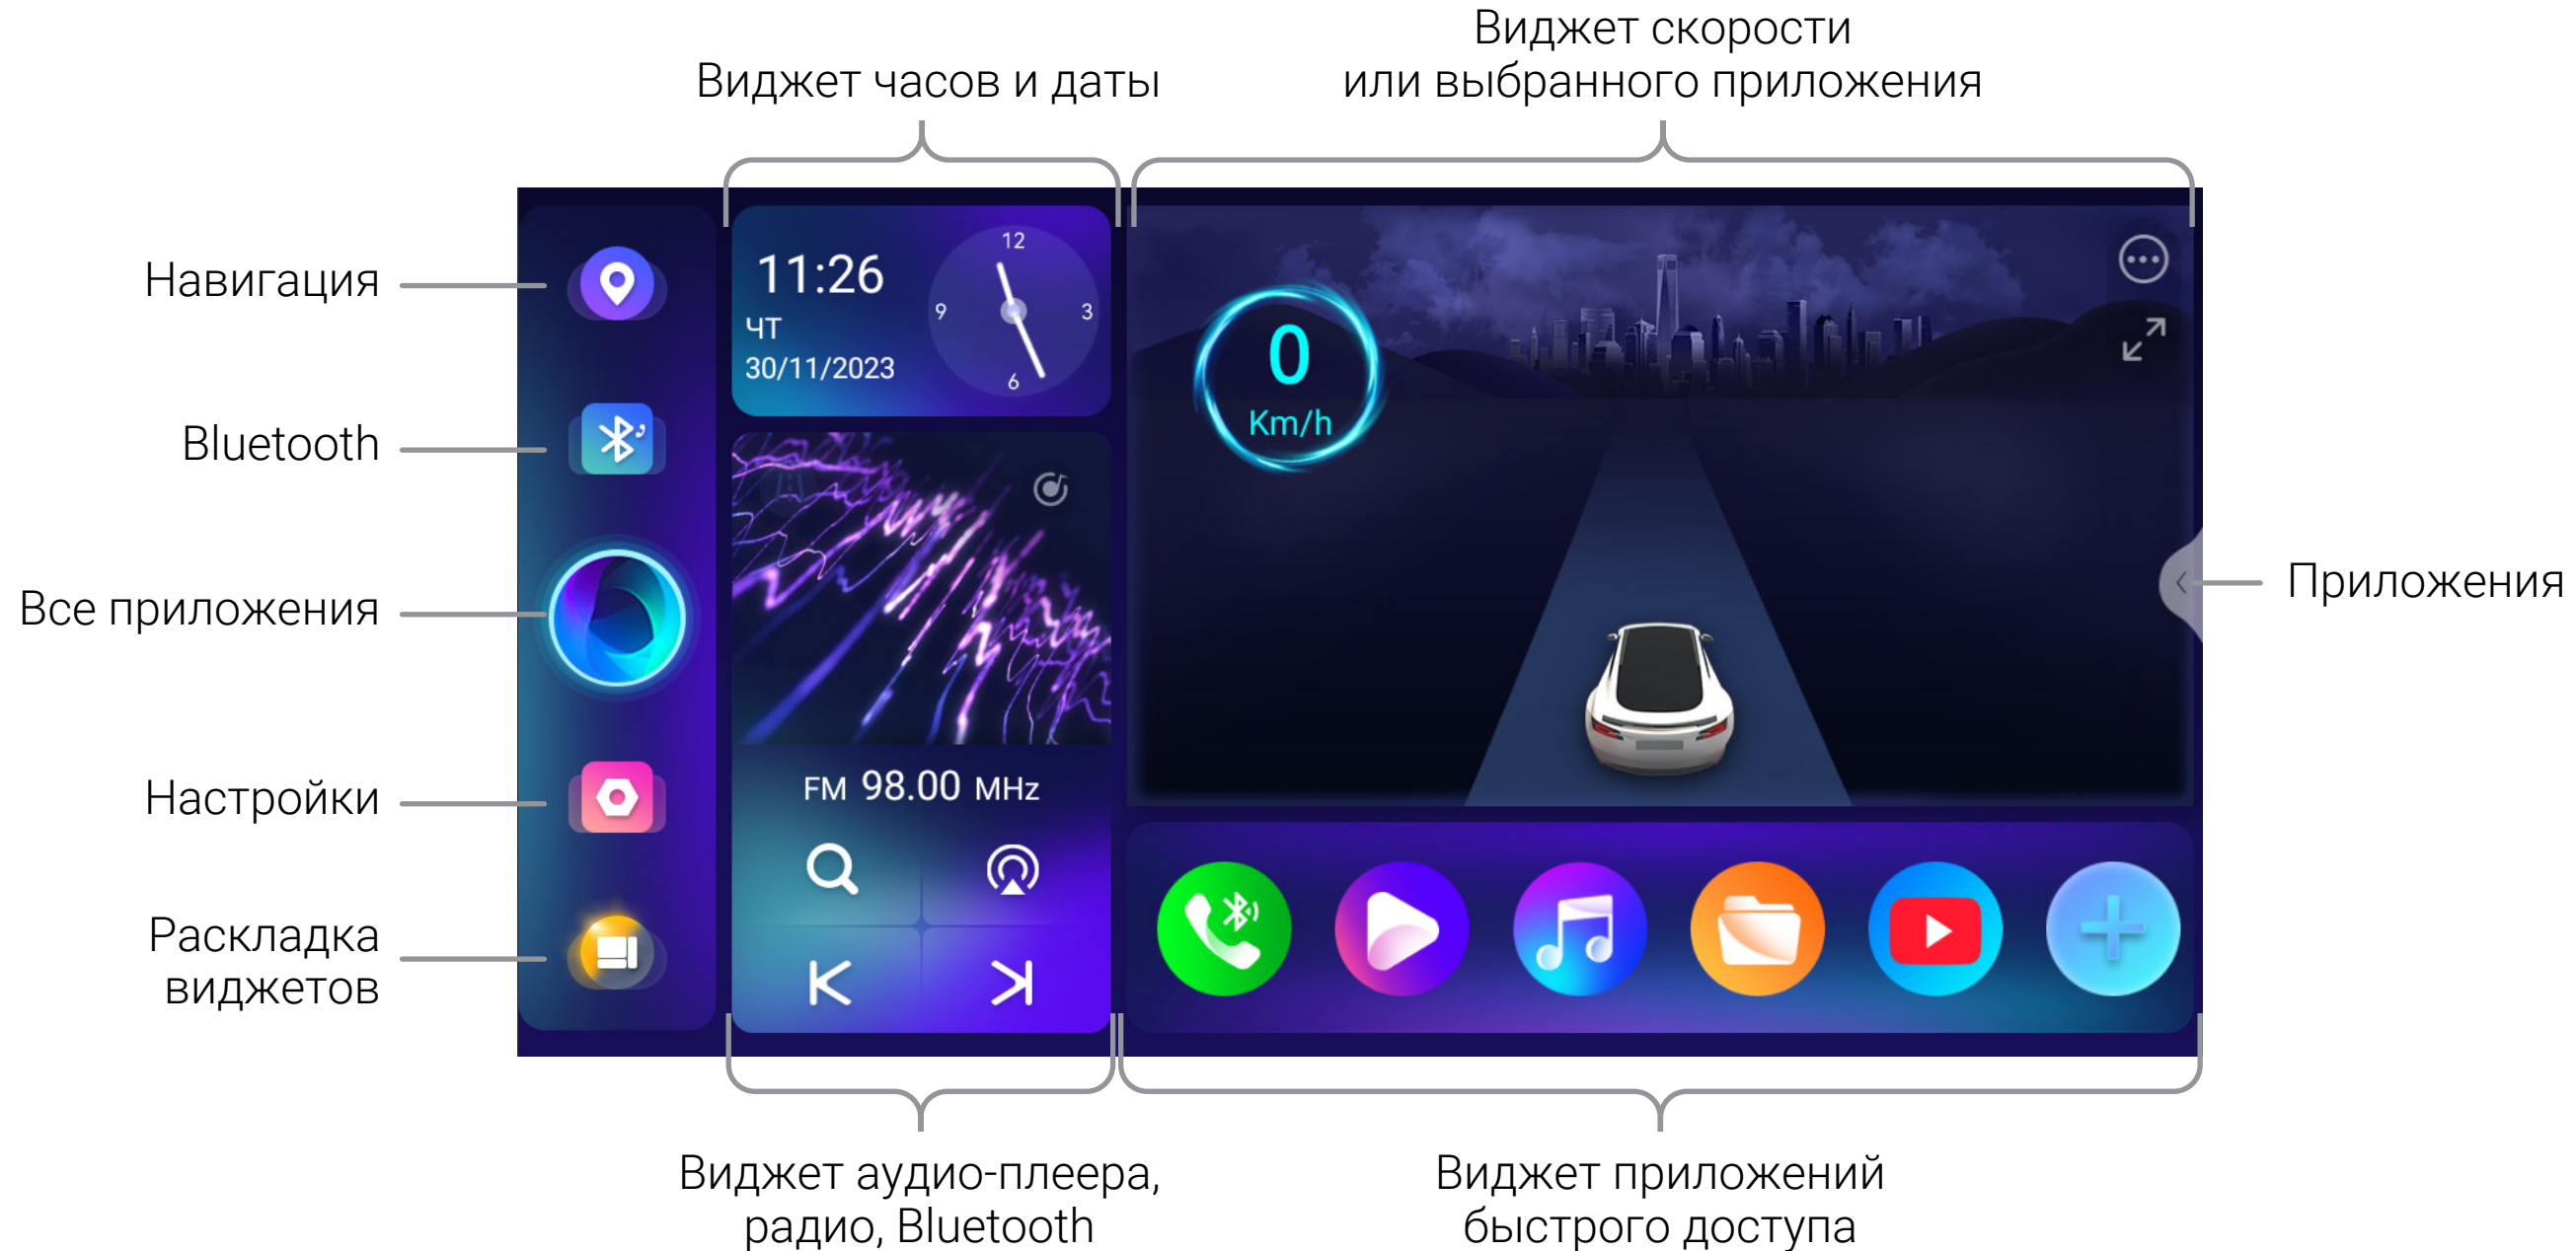 Виджет скорости
или выбранного приложения
Виджет часов и даты
Навигация
Bluetooth
Все приложения
Настройки
Раскладка
виджетов
11:26
ЧТ
30/11/2023
12
9
3
6
FM 98.00 MHz
0
Km/h
Приложения
Виджет аудио-плеера,
радио, Bluetooth
Виджет приложений
быстрого доступа